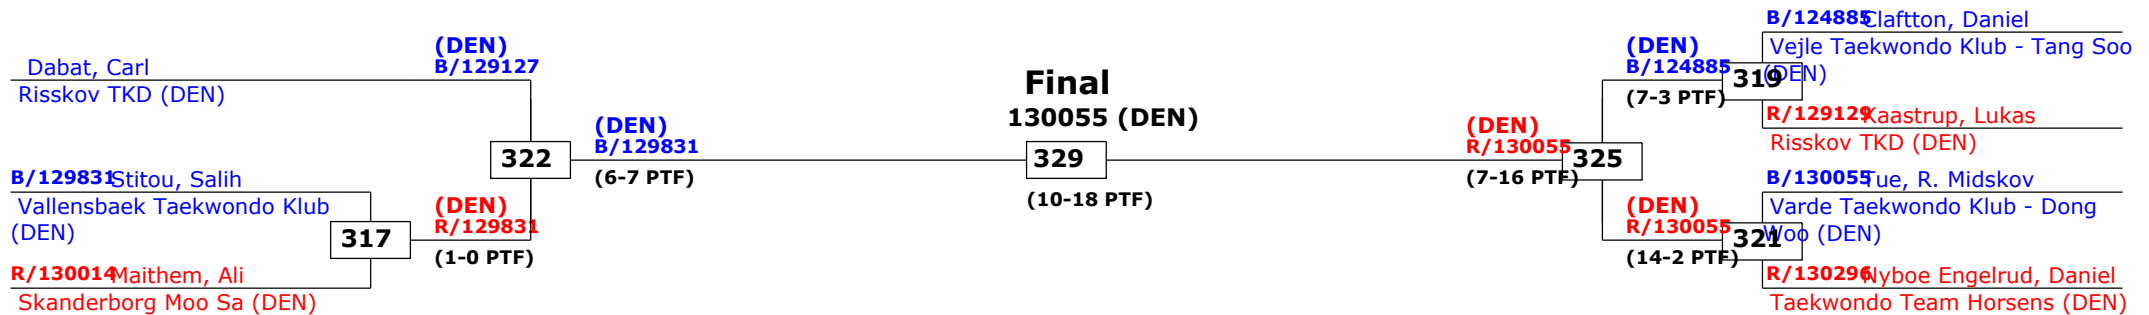 Dabat, Carl
Risskov TKD (DEN)
B/129831 Stitou, Salih
Vallensbaek Taekwondo Klub
(DEN)
R/130014 Maithem, Ali
Skanderborg Moo Sa (DEN)
317
(DEN)
B/129127
(DEN)
R/129831
(1-0 PTF)
322
(DEN)
B/129831
(6-7 PTF)
Final
130055 (DEN)
329
(10-18 PTF)
(DEN)
R/130055
(7-16 PTF)
325
(DEN)
B/124885
(7-3 PTF)
(DEN)
R/130055
(14-2 PTF)
319
321
B/124885 Claftton, Daniel
Vejle Taekwondo Klub - Tang Soo
(DEN)
R/129129 Kaastrup, Lukas
Risskov TKD (DEN)
B/130055 Tue, R. Midskov
Varde Taekwondo Klub - Dong
Woo (DEN)
R/130296 Nyboe Engelrud, Daniel
Taekwondo Team Horsens (DEN)